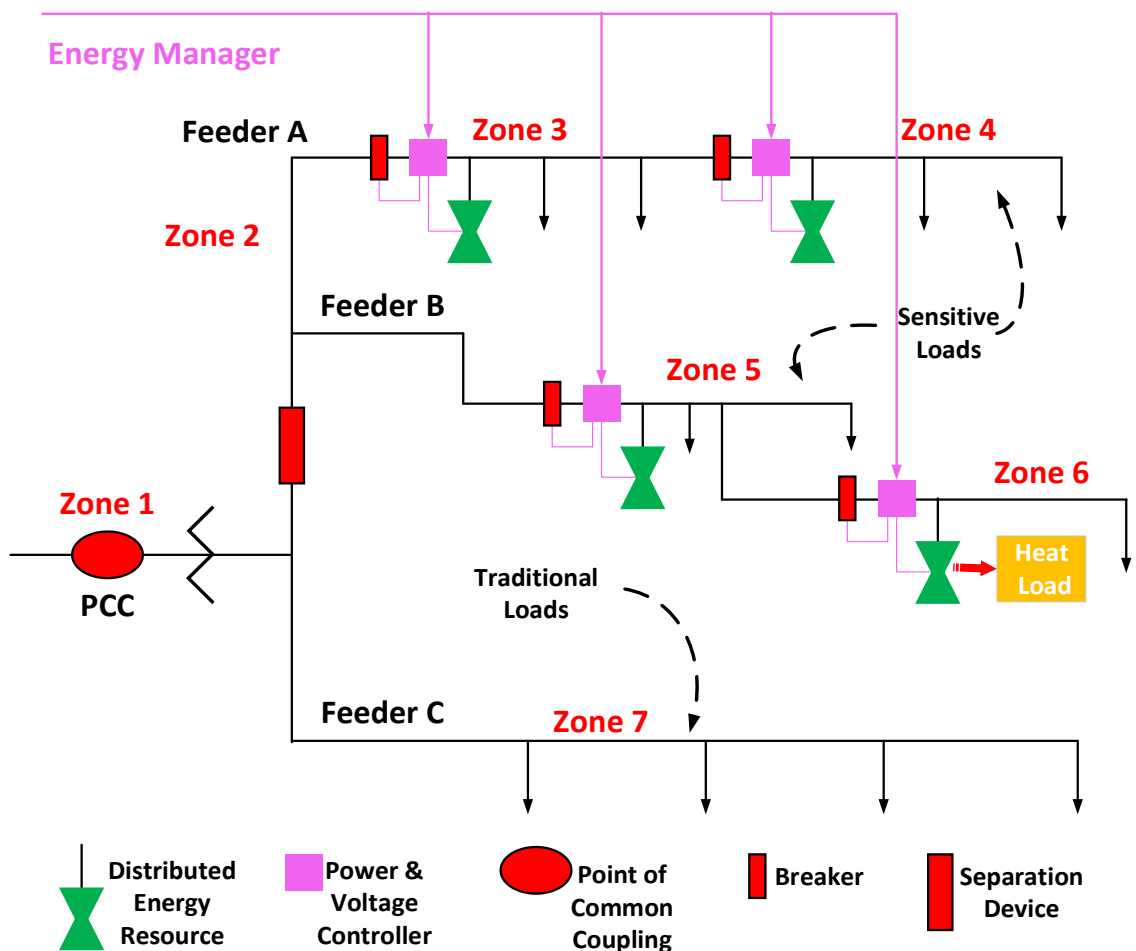 Energy Manager
Feeder A
Zone 3
Zone 4
Zone 2
Feeder B
Sensitive
Loads
Zone 5
Zone 1
PCC
Zone 6
Heat
Load
Traditional
Loads
Feeder C
Zone 7
Distributed
Energy
Resource
Power &
Voltage
Controller
Point of
Common
Coupling
Breaker
Separation
Device